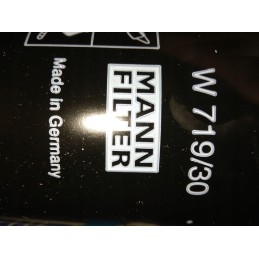 W 719/30
MANN
FILTER
Made in Germany